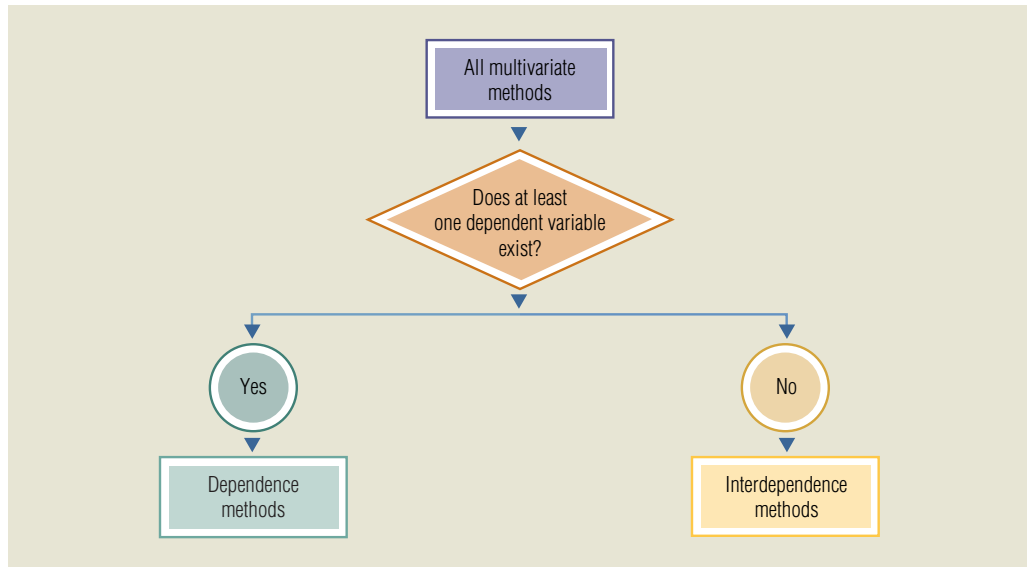 All multivariate
methods
Does at least
one dependent variable
exist?
Yes
No
Dependence
methods
Interdependence
methods